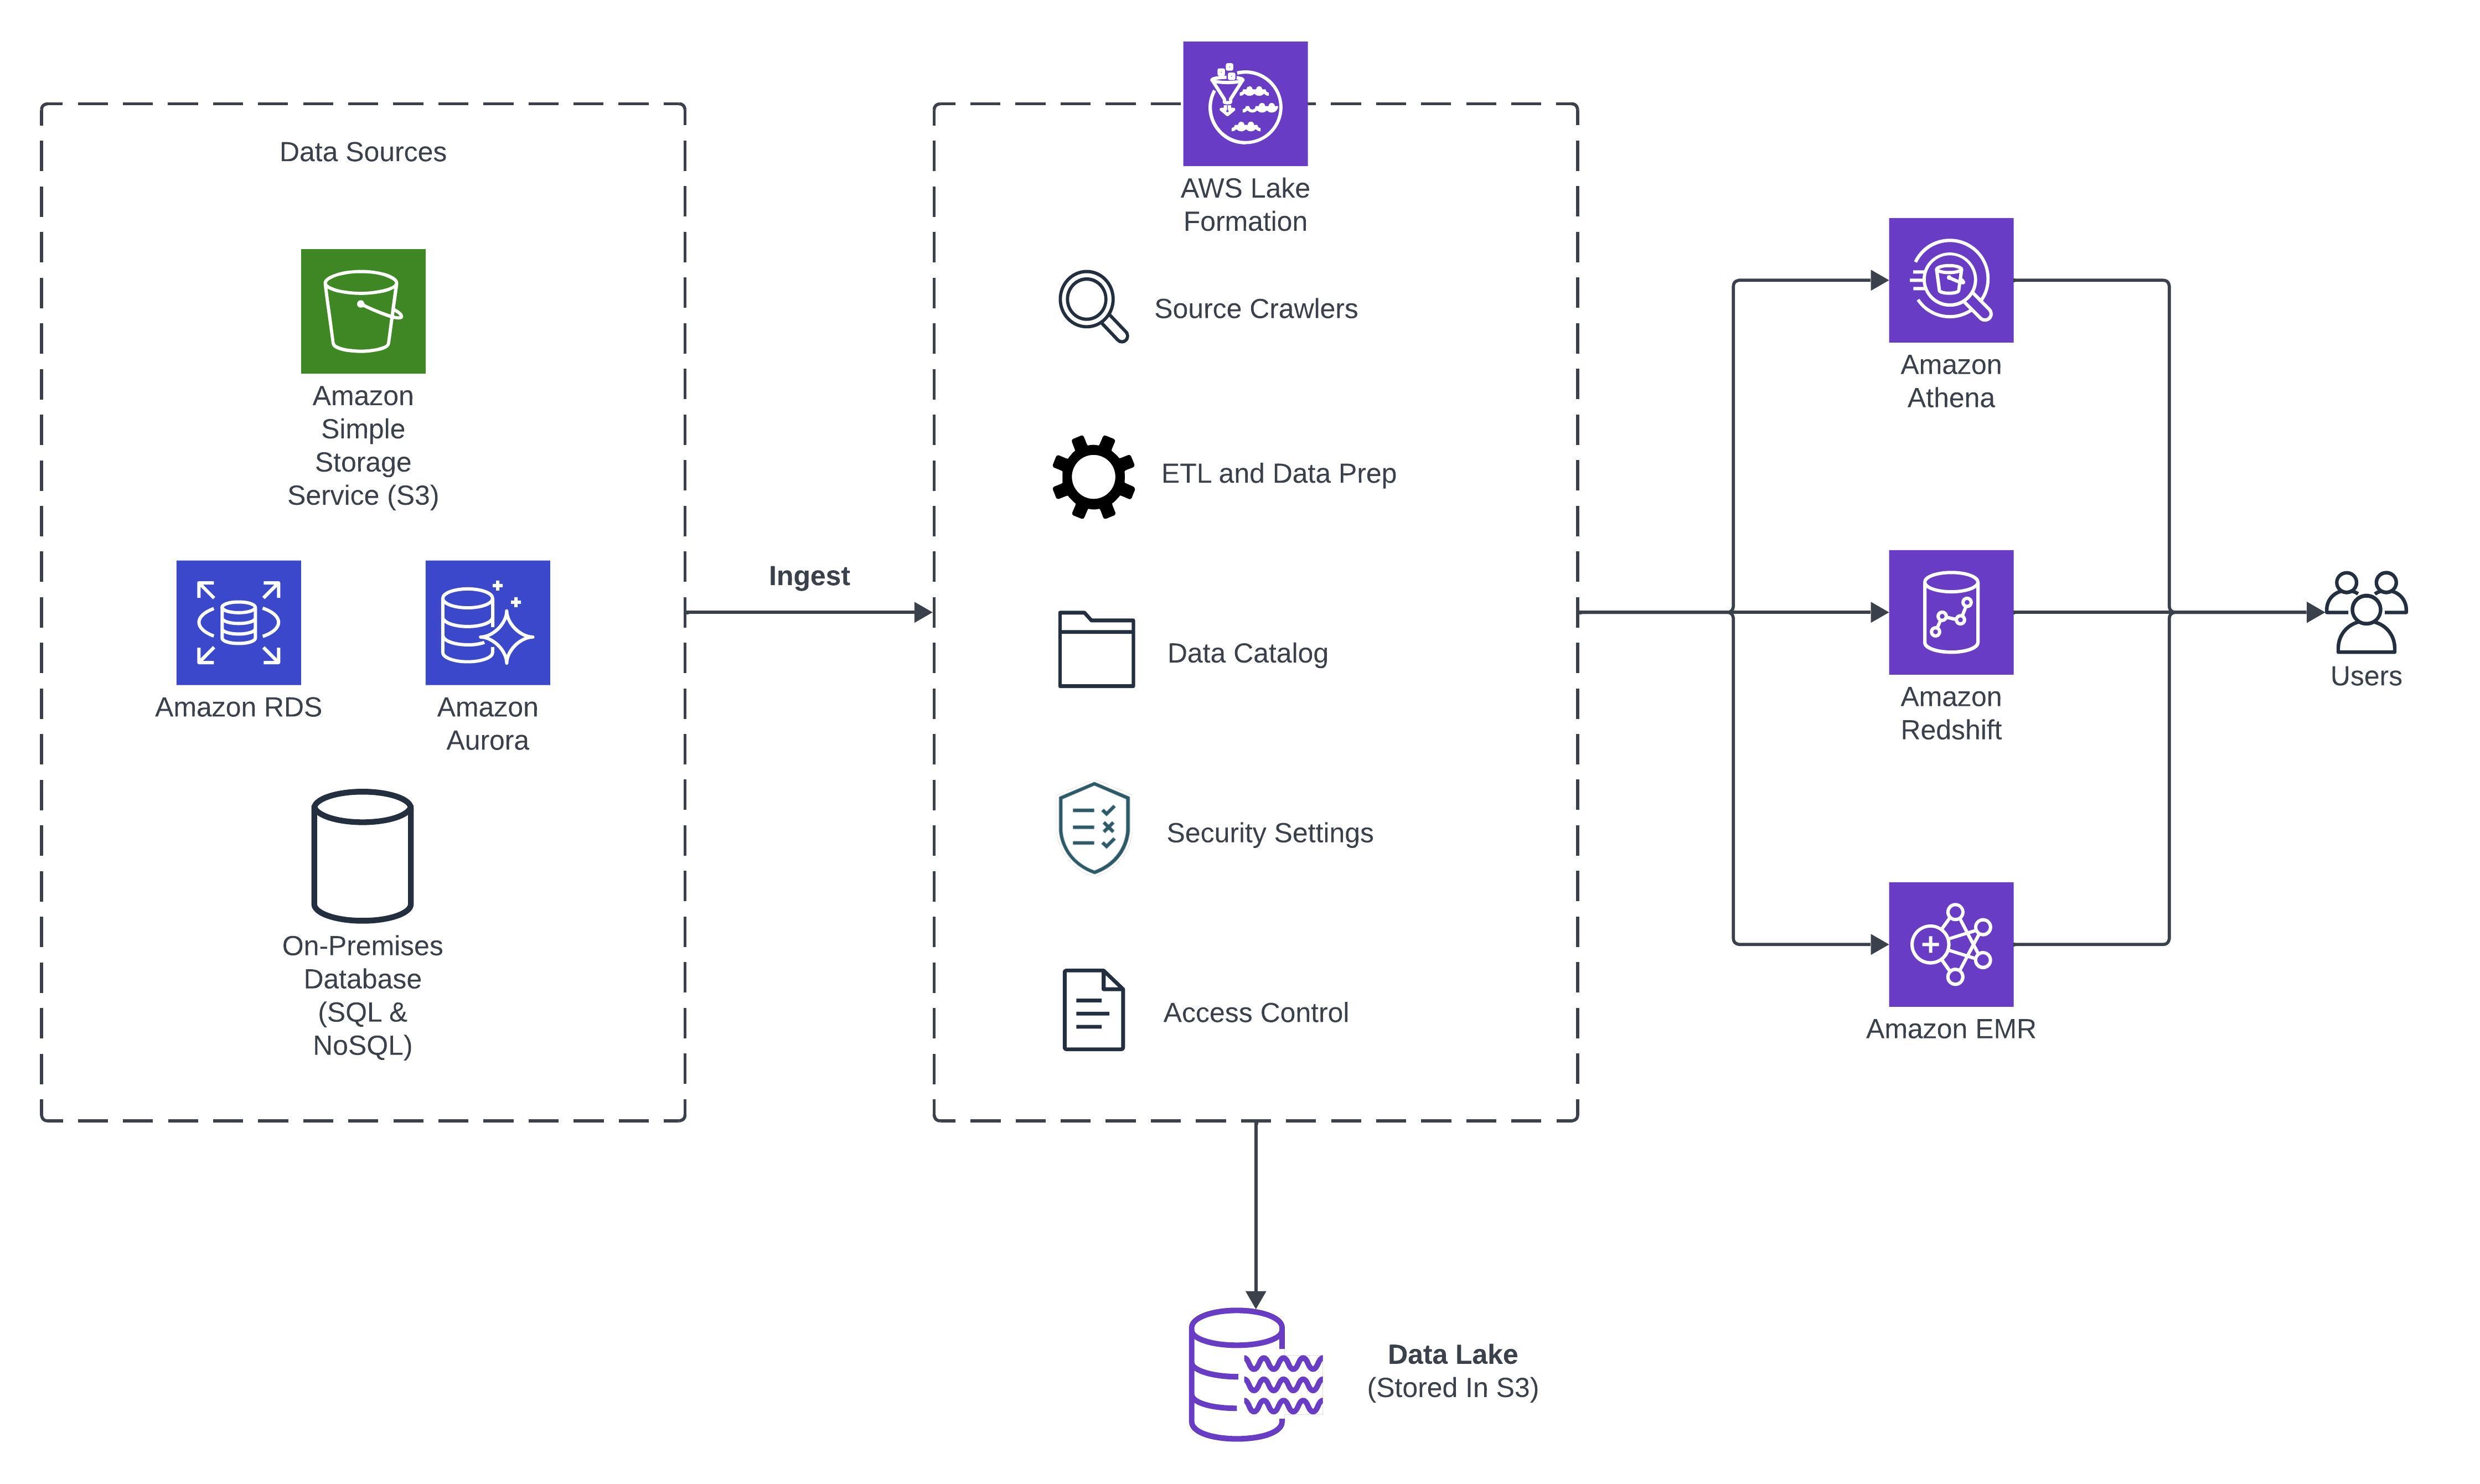 Data Sources
Amazon
Simple
Storage
Service (S3)
Amazon RDS
Amazon
Aurora
On-Premises
Database
(SQL &
NoSQL)
Ingest
AWS Lake
Formation
Source Crawlers
ETL and Data Prep
Data Catalog
Security Settings
Access Control
Data Lake
(Stored In S3)
Amazon
Athena
Amazon
Redshift
Amazon EMR
Users